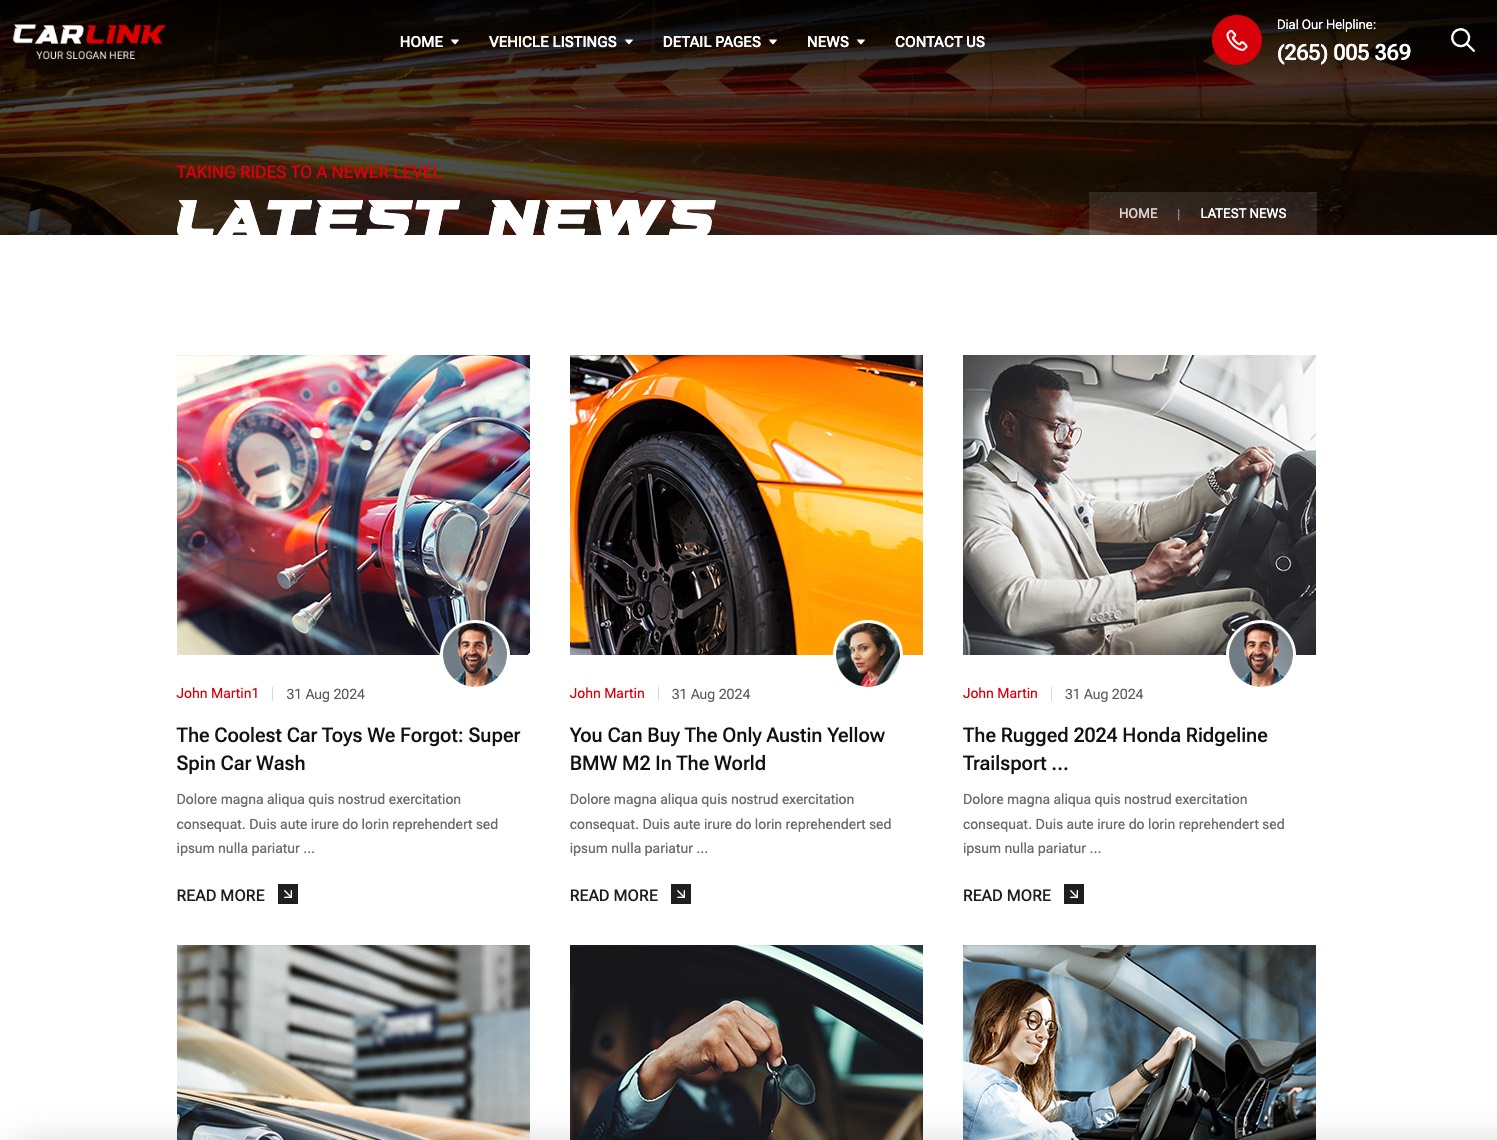 CARLINK
YOUR SLOGAN HERE
HOME
VEHICLE LISTINGS
DETAIL PAGES
NEWS
CONTACT US
Dial Our Helpline:
(265) 005 369
TAKING RIDES TO A NEWER LEVEL
LATEST NEWS
HOME | LATEST NEWS
John Martin1 | 31 Aug 2024
The Coolest Car Toys We Forgot: Super
Spin Car Wash
Dolore magna aliqua quis nostrud exercitation
consequat. Duis aute irure do lorin reprehendert sed
ipsum nulla pariatur ...
READ MORE
John Martin | 31 Aug 2024
You Can Buy The Only Austin Yellow
BMW M2 In The World
Dolore magna aliqua quis nostrud exercitation
consequat. Duis aute irure do lorin reprehendert sed
ipsum nulla pariatur ...
READ MORE
John Martin | 31 Aug 2024
The Rugged 2024 Honda Ridgeline
Trailsport ...
Dolore magna aliqua quis nostrud exercitation
consequat. Duis aute irure do lorin reprehendert sed
ipsum nulla pariatur ...
READ MORE